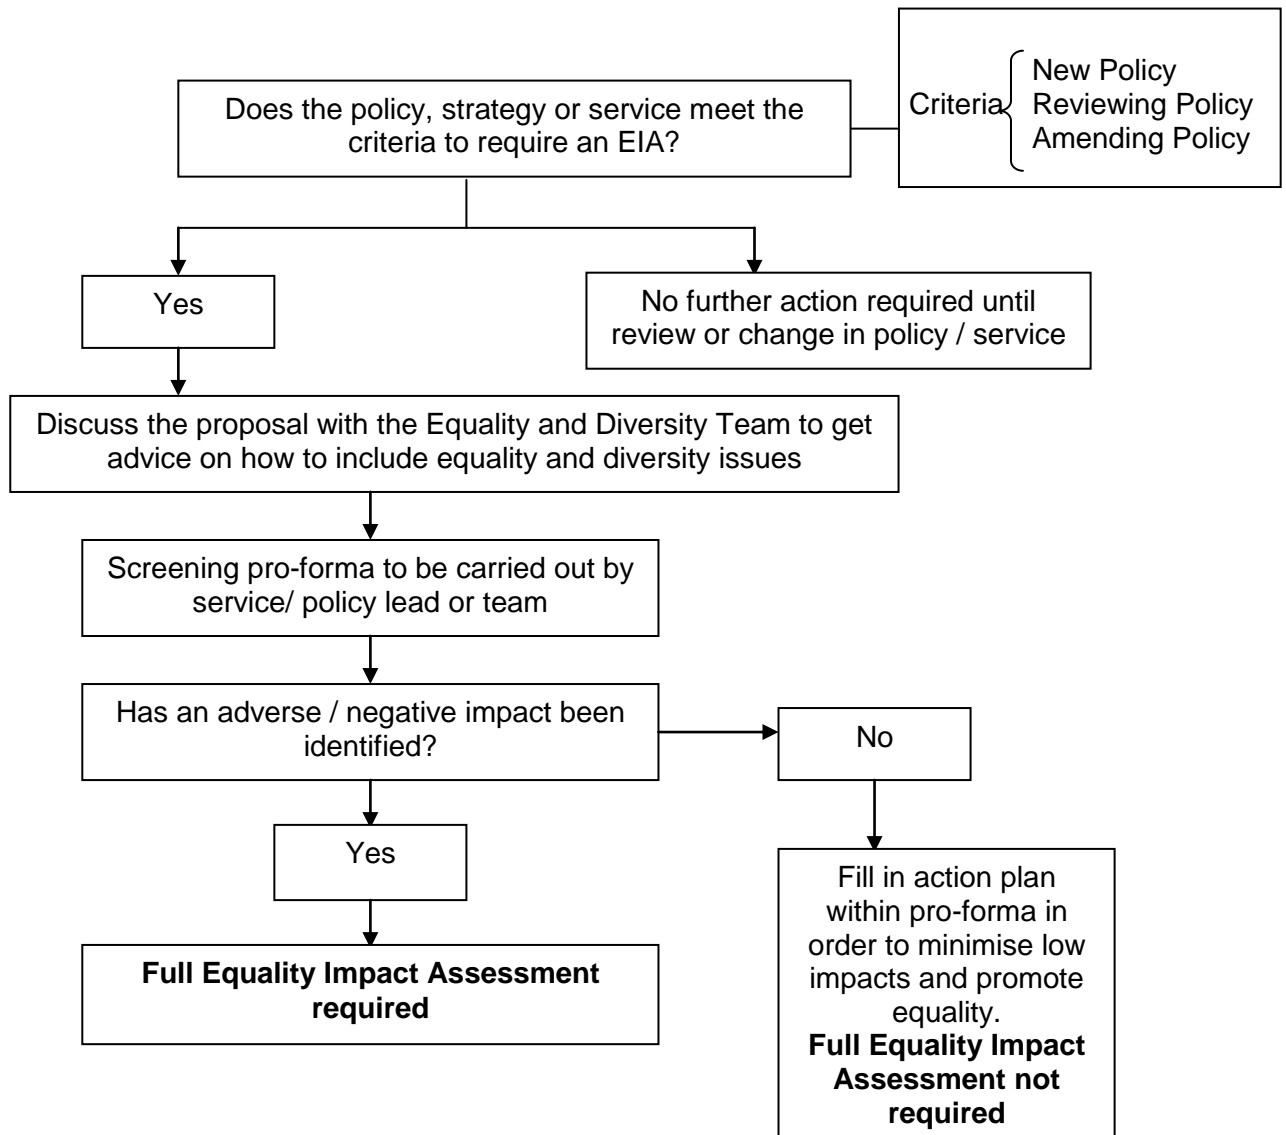 Does the policy, strategy or service meet the
criteria to require an EIA?
Criteria
New Policy
Reviewing Policy
Amending Policy
Yes
No further action required until
review or change in policy / service
Discuss the proposal with the Equality and Diversity Team to get
advice on how to include equality and diversity issues
Screening pro-forma to be carried out by
service/ policy lead or team
Has an adverse / negative impact been
identified?
No
Yes
Fill in action plan
within pro-forma in
order to minimise low
impacts and promote
equality.
Full Equality Impact
Assessment not
required
Full Equality Impact Assessment
required